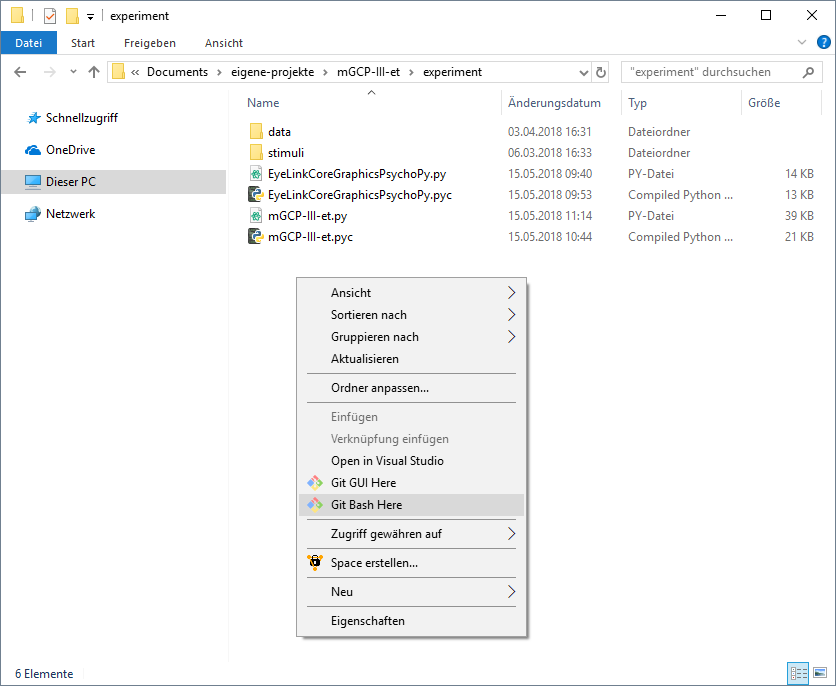 experiment
Datei Start Freigeben Ansicht
« Documents eigene-projekte mGCP-III-et experiment "experiment" durchsuchen
Name Änderungsdatum Typ Größe
Schnellzugriff
OneDrive
Dieser PC
Netzwerk
data 03.04.2018 16:31 Dateiordner
stimuli 06.03.2018 16:33 Dateiordner
EyeLinkCoreGraphicsPsychoPy.py 15.05.2018 09:40 PY-Datei 14 KB
EyeLinkCoreGraphicsPsychoPy.pyc 15.05.2018 09:53 Compiled Python ... 13 KB
mGCP-III-et.py 15.05.2018 11:14 PY-Datei 39 KB
mGCP-III-et.pyc 15.05.2018 10:44 Compiled Python ... 21 KB
Ansicht
Sortieren nach
Gruppieren nach
Aktualisieren
Ordner anpassen...
Einfügen
Verknüpfung einfügen
Open in Visual Studio
Git GUI Here
Git Bash Here
Zugriff gewähren auf
Space erstellen...
Neu
Eigenschaften
6 Elemente